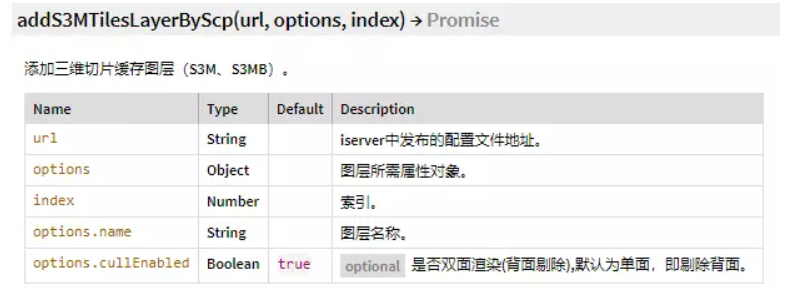 addS3MTilesLayerByScp(url, options, index) → Promise
添加三维切片缓存图层（S3M、S3MB）。
Name Type Default Description
url String iserver中发布的配置文件地址。
options Object 图层所需属性对象。
index Number 索引。
options.name String 图层名称。
options.cullEnabled Boolean true optional 是否双面渲染(背面剔除),默认为单面，即剔除背面。